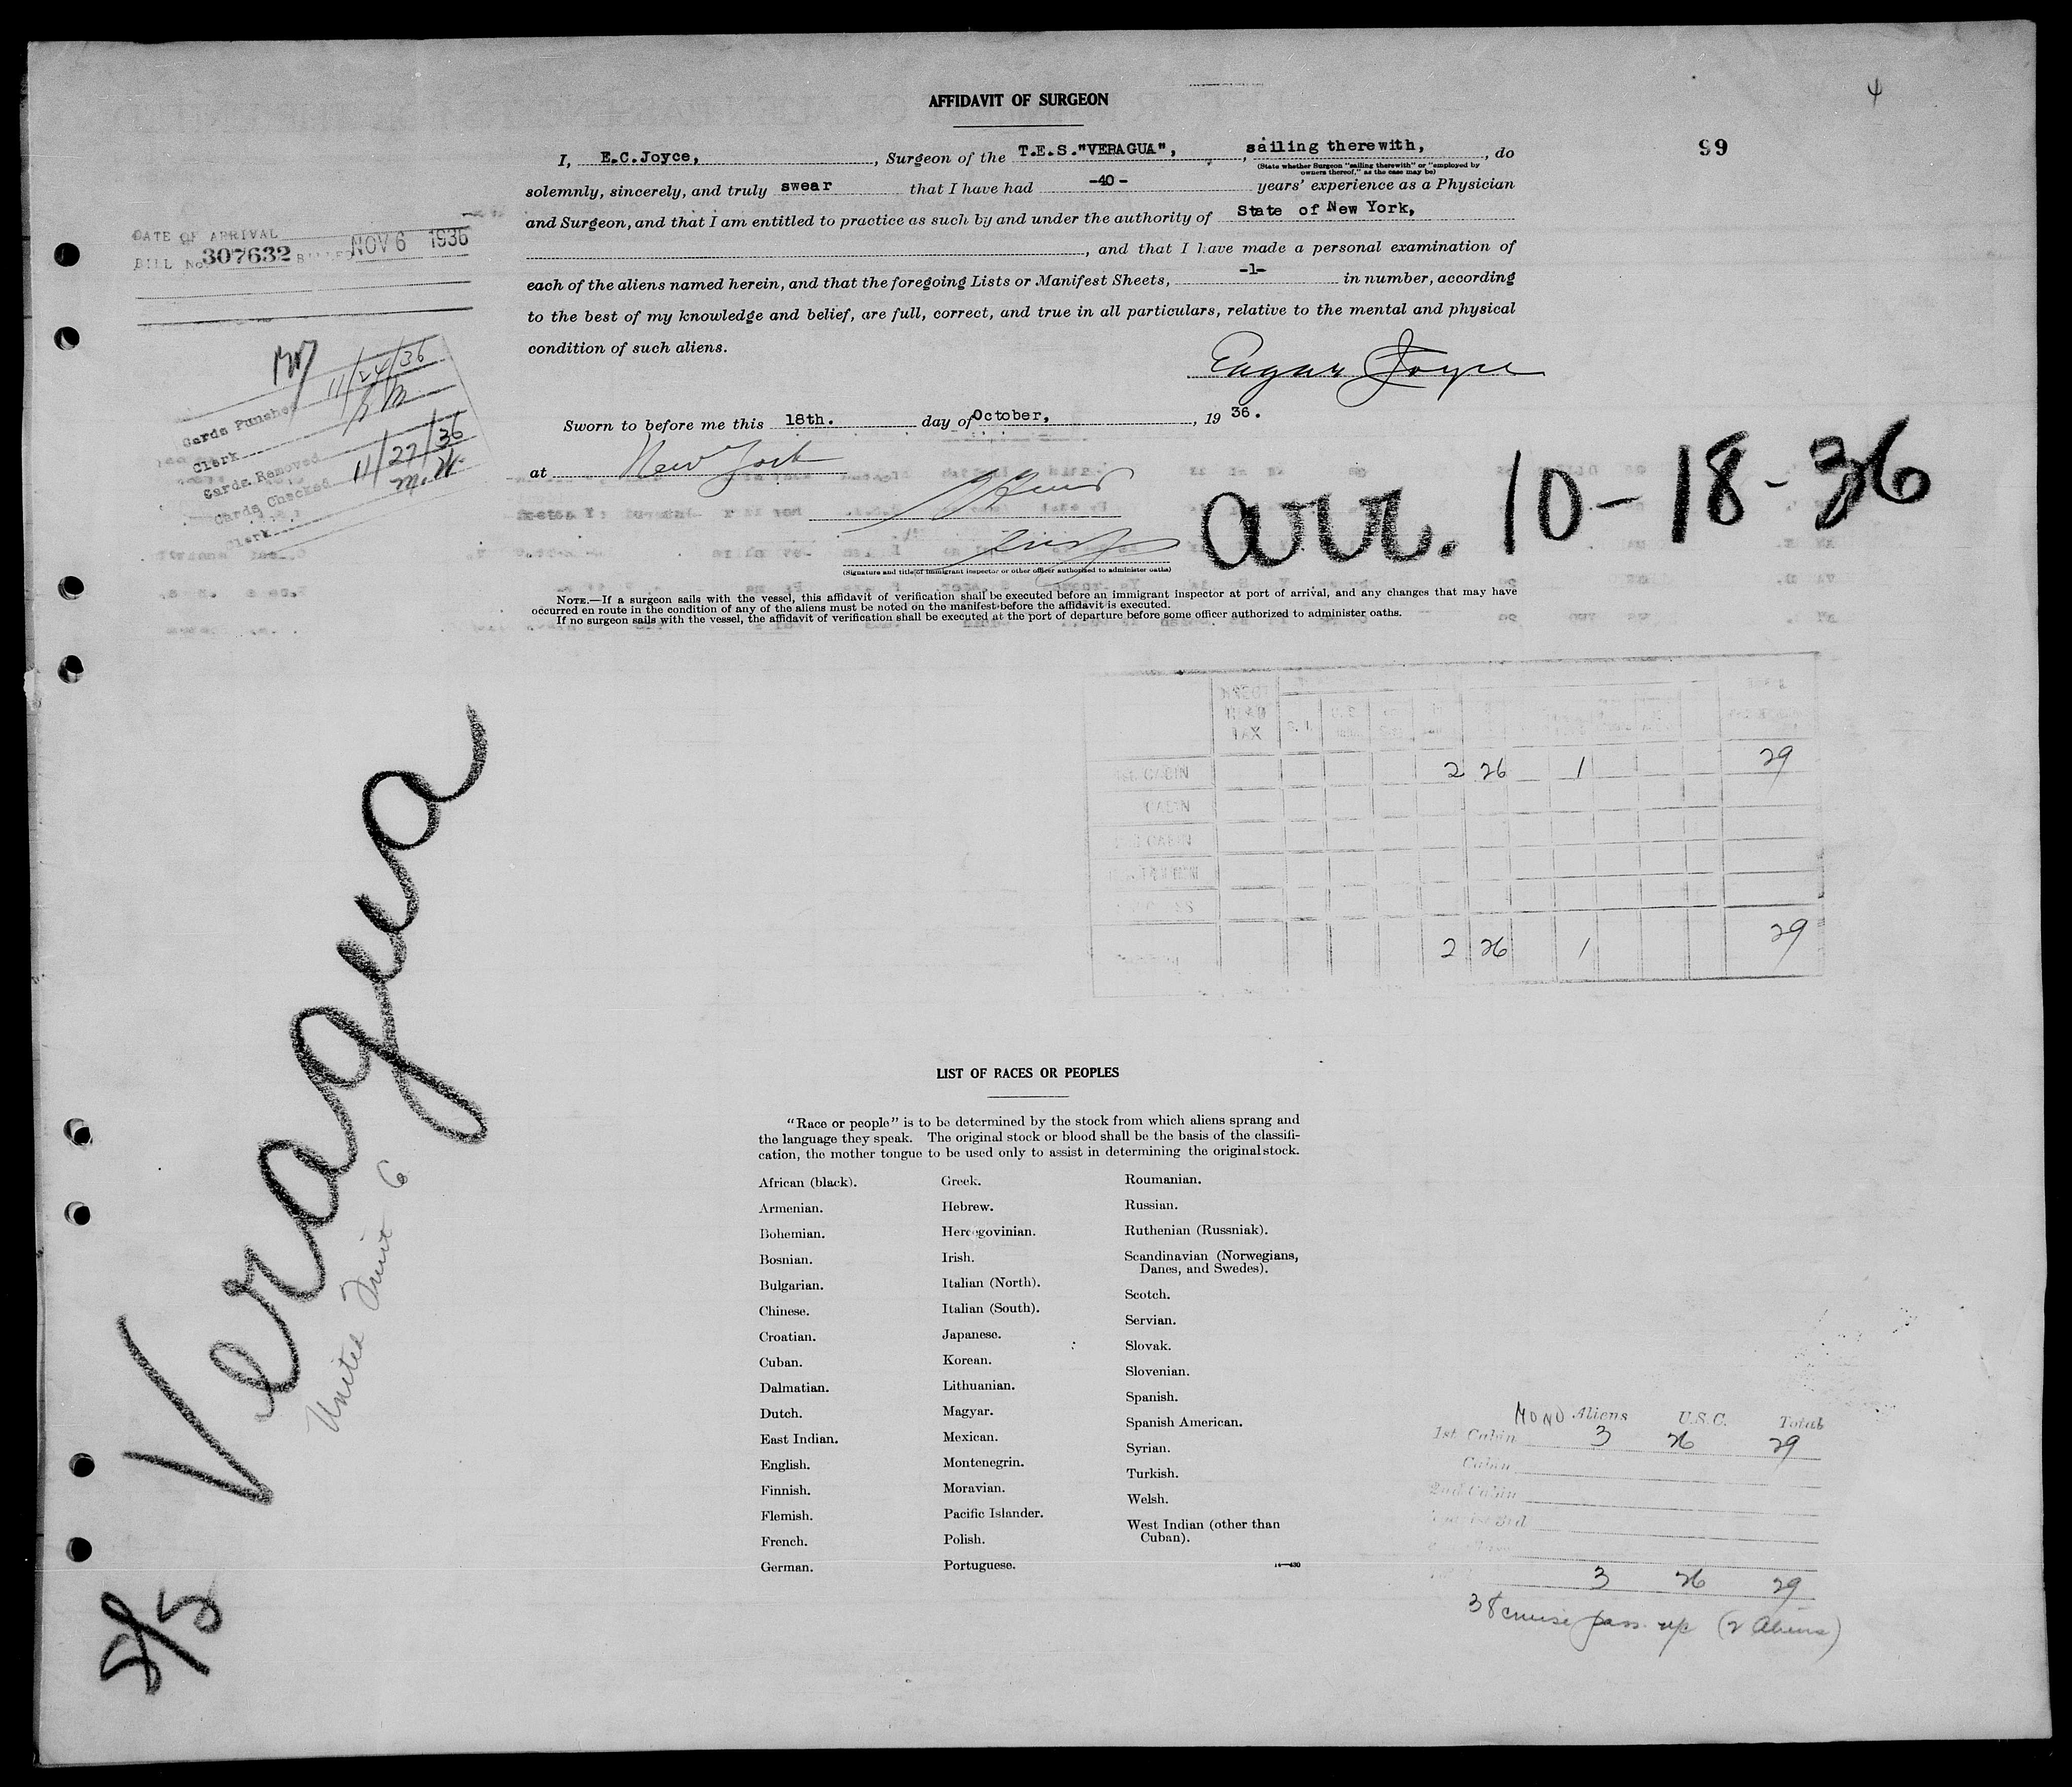 4
AFFIDAVIT OF SURGEON
99
I, E.C.Joyce, , Surgeon of the T.E.S."VERAGUA", , sailing therewith, , do
(State whether Surgeon "sailing therewith" or "employed by
owners thereof," as the case may be)
solemnly, sincerely, and truly swear that I have had -40- years' experience as a Physician
and Surgeon, and that I am entitled to practice as such by and under the authority of State of New York,
, and that I have made a personal examination of
each of the aliens named herein, and that the foregoing Lists or Manifest Sheets, -1- in number, according
to the best of my knowledge and belief, are full, correct, and true in all particulars, relative to the mental and physical
condition of such aliens.
Edgar Joyce
Sworn to before me this 18th. day of October, , 19 36.
at New York
(Signature and title of immigrant inspector or other officer authorized to administer oaths)
NOTE.—If a surgeon sails with the vessel, this affidavit of verification shall be executed before an immigrant inspector at port of arrival, and any changes that may have
occurred en route in the condition of any of the aliens must be noted on the manifest before the affidavit is executed.
If no surgeon sails with the vessel, the affidavit of verification shall be executed at the port of departure before some officer authorized to administer oaths.
DATE OF ARRIVAL
BILL No. 307632 BILLED NOV 6 1936
Cards Punched 11/24/36
Clerk
Cards Removed
Cards Checked 11/27/36
Clerk M.W.
arr. 10-18-36
HEAD
TAX
1st CABIN 2 26 1 29
CABIN
2nd CABIN
2 26 1 29
Veragua
United Fruit 6
LIST OF RACES OR PEOPLES
"Race or people" is to be determined by the stock from which aliens sprang and
the language they speak. The original stock or blood shall be the basis of the classifi-
cation, the mother tongue to be used only to assist in determining the original stock.
African (black).
Armenian.
Bohemian.
Bosnian.
Bulgarian.
Chinese.
Croatian.
Cuban.
Dalmatian.
Dutch.
East Indian.
English.
Finnish.
Flemish.
French.
German.
Greek.
Hebrew.
Hercegovinian.
Irish.
Italian (North).
Italian (South).
Japanese.
Korean.
Lithuanian.
Magyar.
Mexican.
Montenegrin.
Moravian.
Pacific Islander.
Polish.
Portuguese.
Roumanian.
Russian.
Ruthenian (Russniak).
Scandinavian (Norwegians,
Danes, and Swedes).
Scotch.
Servian.
Slovak.
Slovenian.
Spanish.
Spanish American.
Syrian.
Turkish.
Welsh.
West Indian (other than
Cuban).
14—430
Aliens U.S.C. Total
1st Cabin 3 26 29
Cabin
2nd Cabin
3 26 29
38 cruise pass. up (2 Aliens)